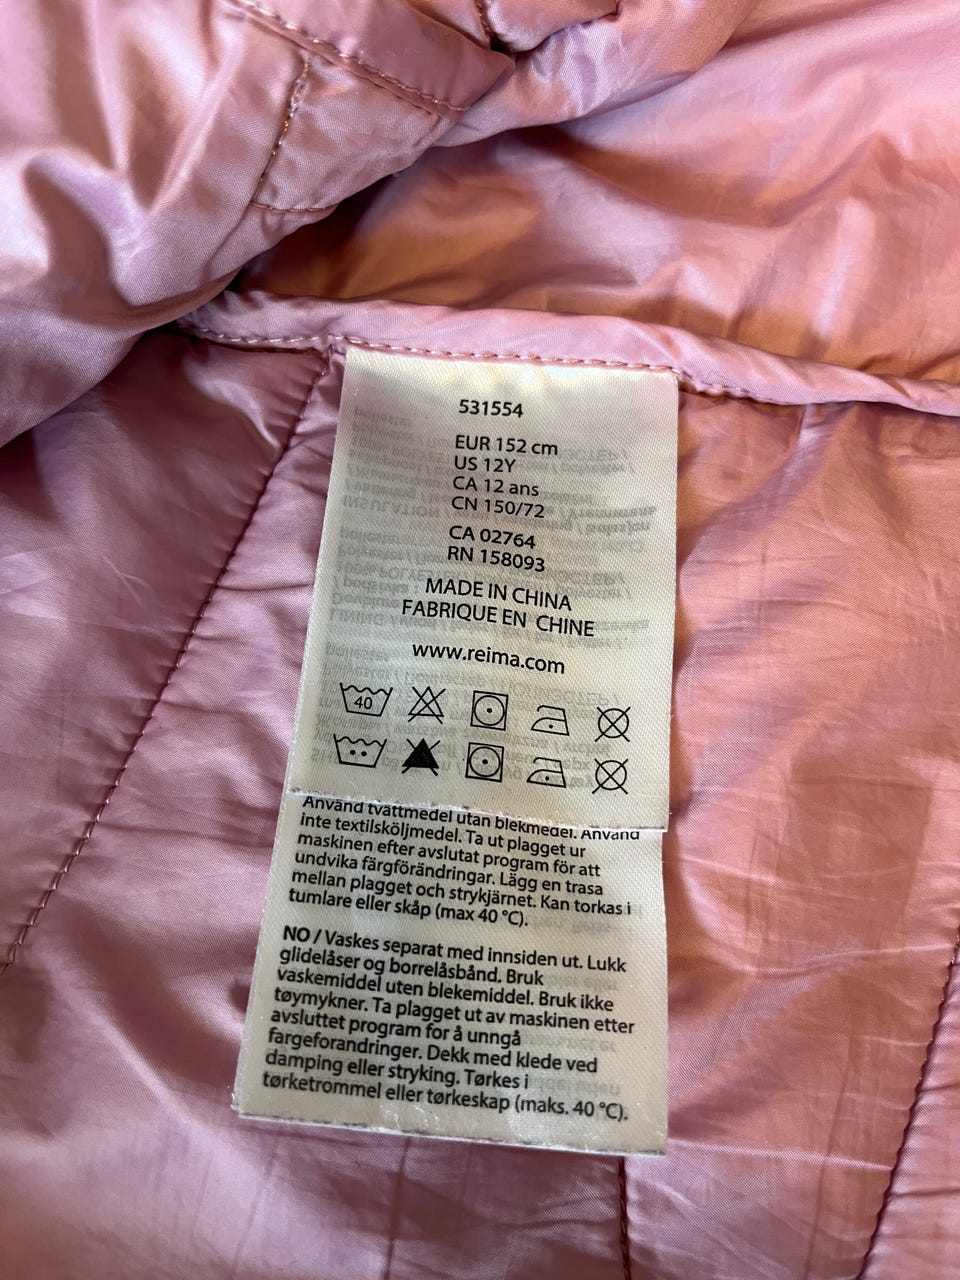 531554
EUR 152 cm
US 12Y
CA 12 ans
CN 150/72
CA 02764
RN 158093
MADE IN CHINA
FABRIQUE EN CHINE
www.reima.com
40
Använd tvättmedel utan blekmedel. Använd
inte textilsköljmedel. Ta ut plagget ur
maskinen efter avslutat program för att
undvika färgförändringar. Lägg en trasa
mellan plagget och strykjärnet. Kan torkas i
tumlare eller skåp (max 40 °C).
NO / Vaskes separat med innsiden ut. Lukk
glidelåser og borrelåsbånd. Bruk
vaskemiddel uten blekemiddel. Bruk ikke
tøymykner. Ta plagget ut av maskinen etter
avsluttet program for å unngå
fargeforandringer. Dekk med klede ved
damping eller stryking. Tørkes i
tørketrommel eller tørkeskap (maks. 40 °C).